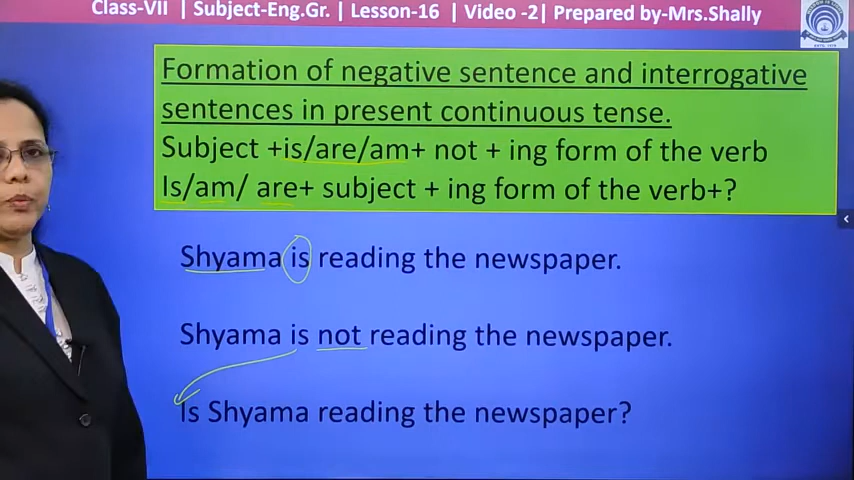 Class-VII | Subject-Eng.Gr. | Lesson-16 | Video -2| Prepared by-Mrs.Shally
Formation of negative sentence and interrogative
sentences in present continuous tense.
Subject +is/are/am+ not + ing form of the verb
Is/am/ are+ subject + ing form of the verb+?
Shyama is reading the newspaper.
Shyama is not reading the newspaper.
Is Shyama reading the newspaper?